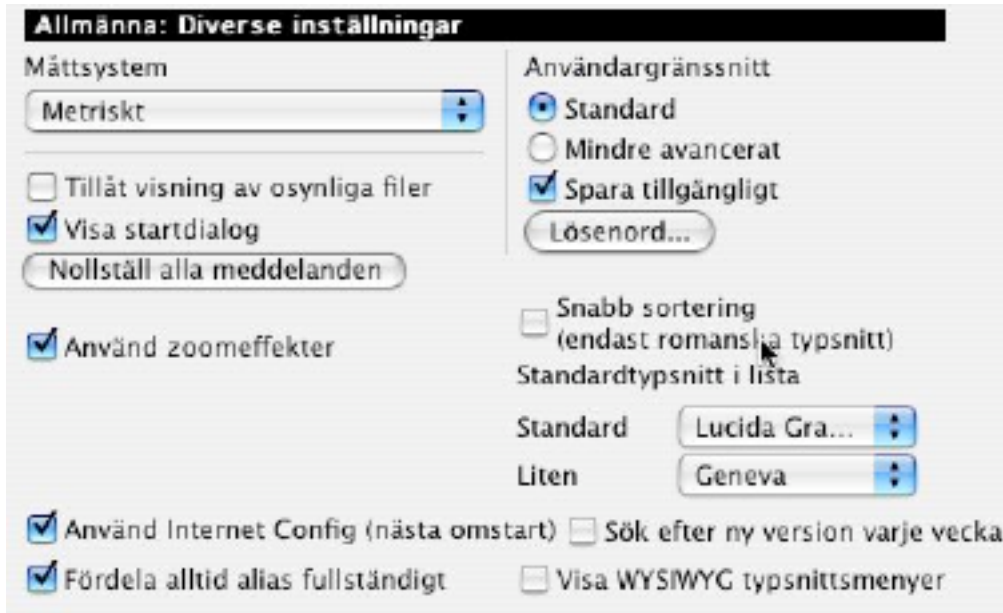 Allmänna: Diverse inställningar
Måttsystem
Metriskt
Tillåt visning av osynliga filer
Visa startdialog
Nollställ alla meddelanden
Använd zoomeffekter
Användargränssnitt
Standard
Mindre avancerat
Spara tillgängligt
Lösenord...
Snabb sortering
(endast romanska typsnitt)
Standardtypsnitt i lista
Standard Lucida Gra...
Liten Geneva
Använd Internet Config (nästa omstart) Sök efter ny version varje vecka
Fördela alltid alias fullständigt Visa WYSIWYG typsnittsmenyer